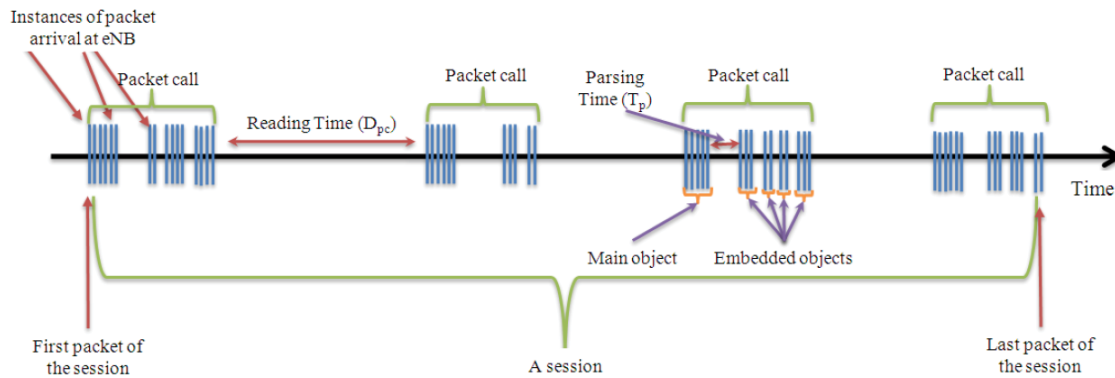 Instances of packet
arrival at eNB
Packet call
Reading Time (Dpc)
Packet call
Parsing
Time (Tp)
Packet call
Packet call
Time
Main object
Embedded objects
First packet of
the session
A session
Last packet of
the session